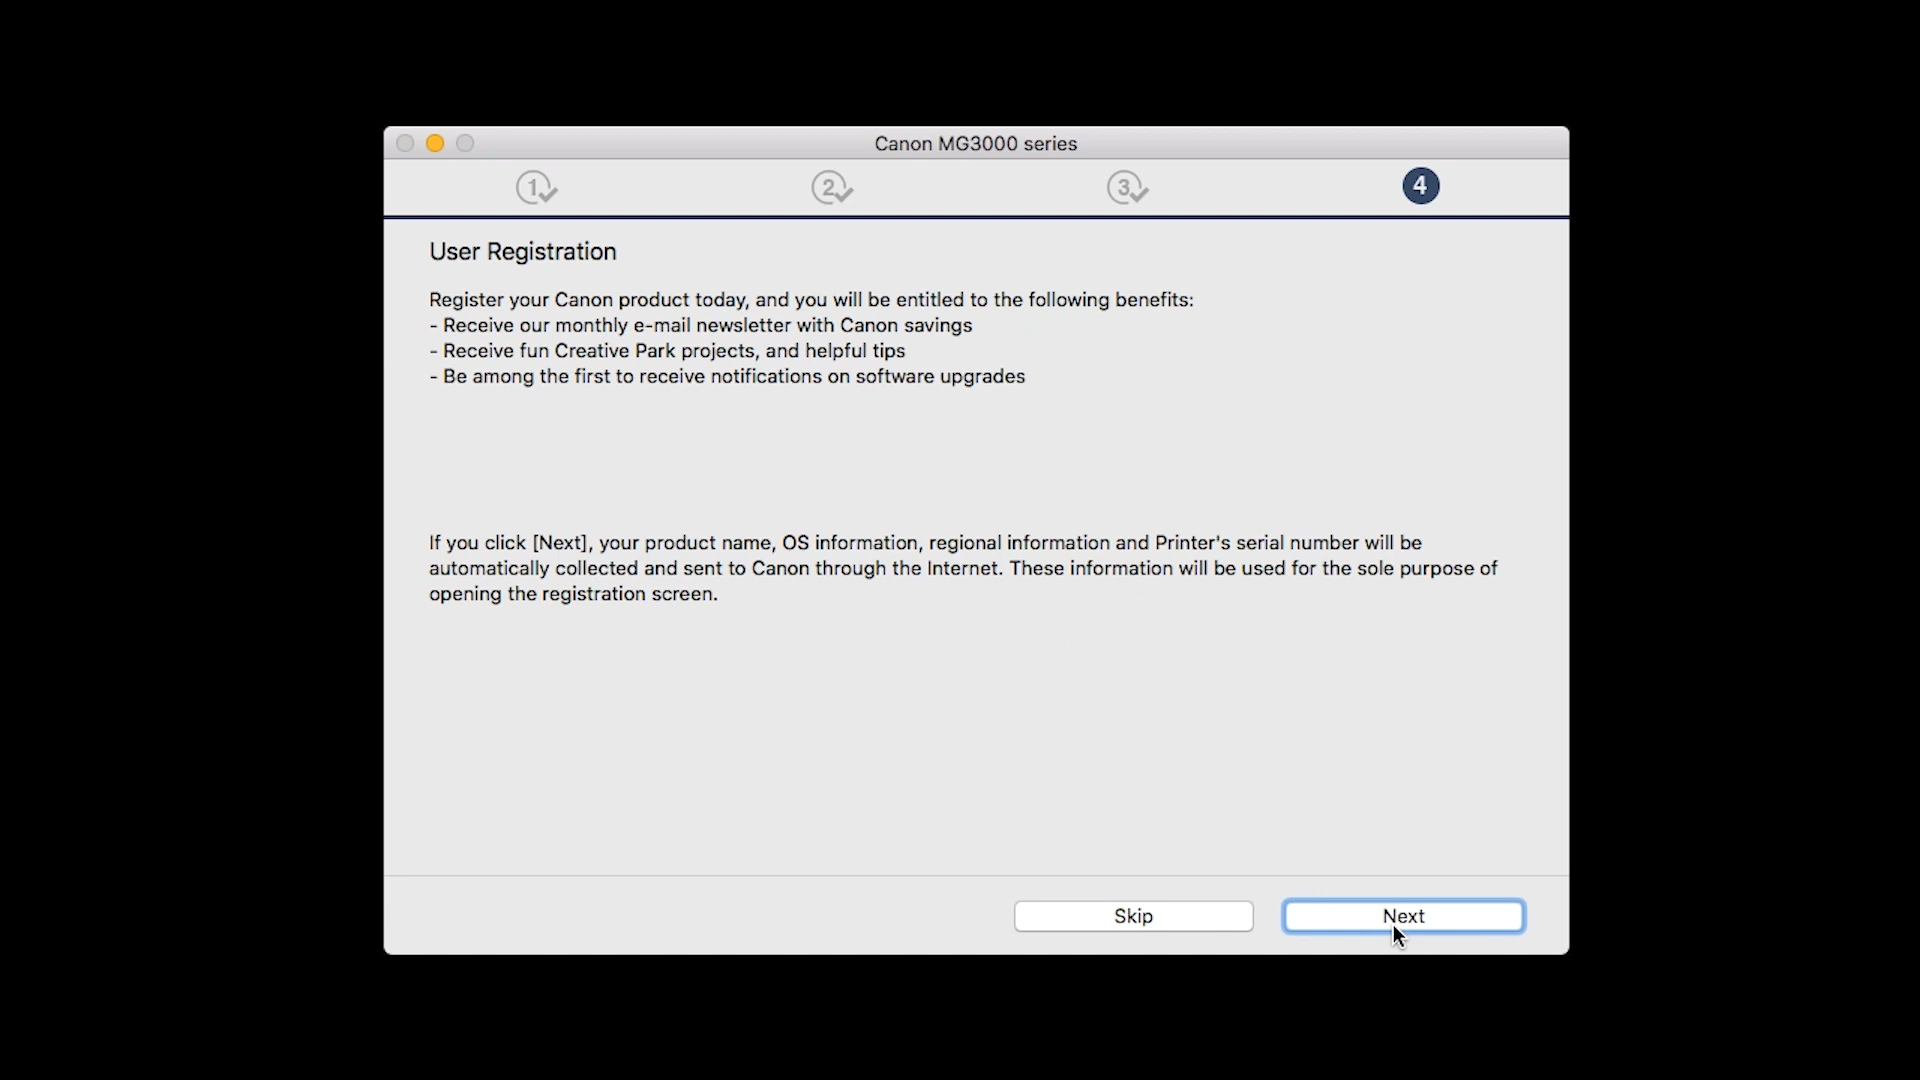 Canon MG3000 series
1 2 3 4
User Registration
Register your Canon product today, and you will be entitled to the following benefits:
- Receive our monthly e-mail newsletter with Canon savings
- Receive fun Creative Park projects, and helpful tips
- Be among the first to receive notifications on software upgrades
If you click [Next], your product name, OS information, regional information and Printer's serial number will be
automatically collected and sent to Canon through the Internet. These information will be used for the sole purpose of
opening the registration screen.
Skip Next